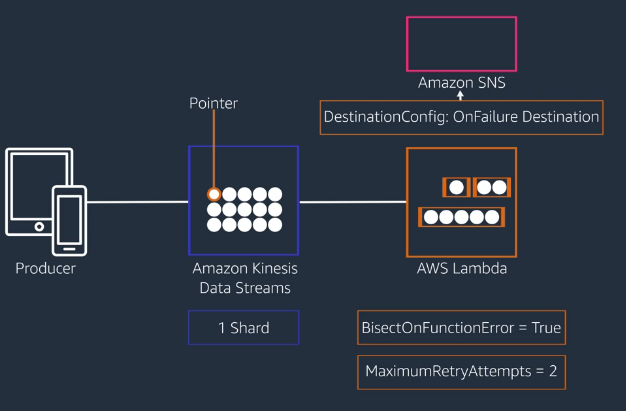 Amazon SNS
Pointer
DestinationConfig: OnFailure Destination
Producer
Amazon Kinesis
Data Streams
AWS Lambda
1 Shard
BisectOnFunctionError = True
MaximumRetryAttempts = 2